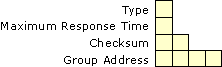 Type
Maximum Response Time
Checksum
Group Address